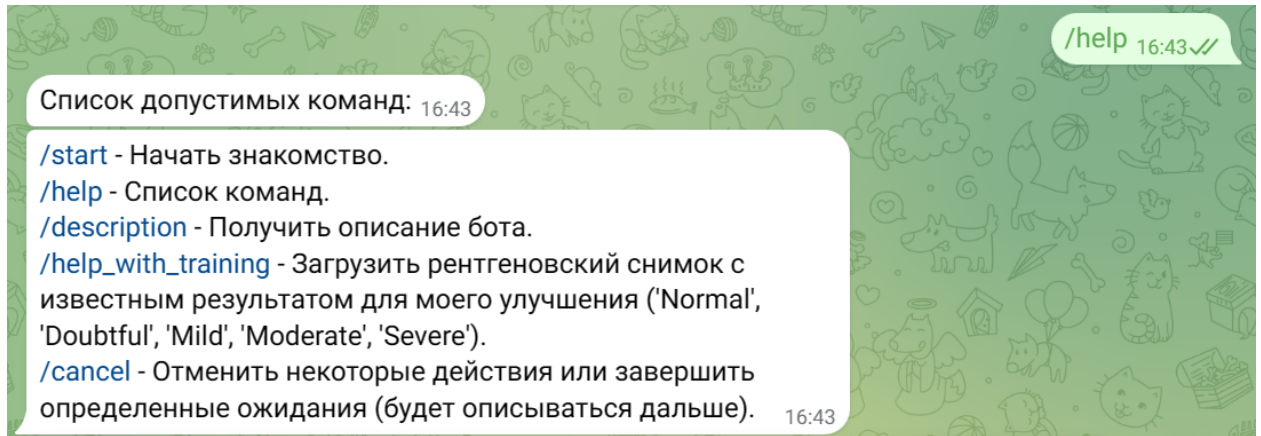 /help 16:43
Список допустимых команд: 16:43
/start - Начать знакомство.
/help - Список команд.
/description - Получить описание бота.
/help_with_training - Загрузить рентгеновский снимок с
известным результатом для моего улучшения ('Normal',
'Doubtful', 'Mild', 'Moderate', 'Severe').
/cancel - Отменить некоторые действия или завершить
определенные ожидания (будет описываться дальше). 16:43